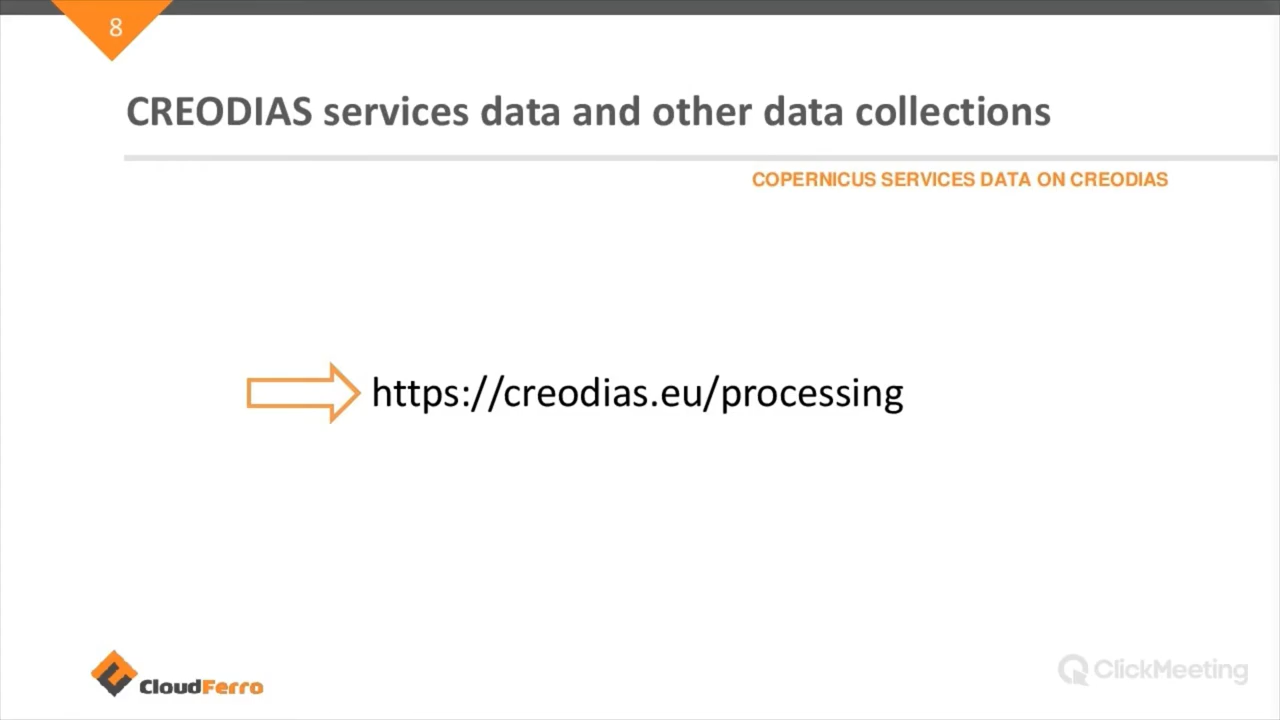 8
CREODIAS services data and other data collections
COPERNICUS SERVICES DATA ON CREODIAS
https://creodias.eu/processing
CloudFerro
ClickMeeting